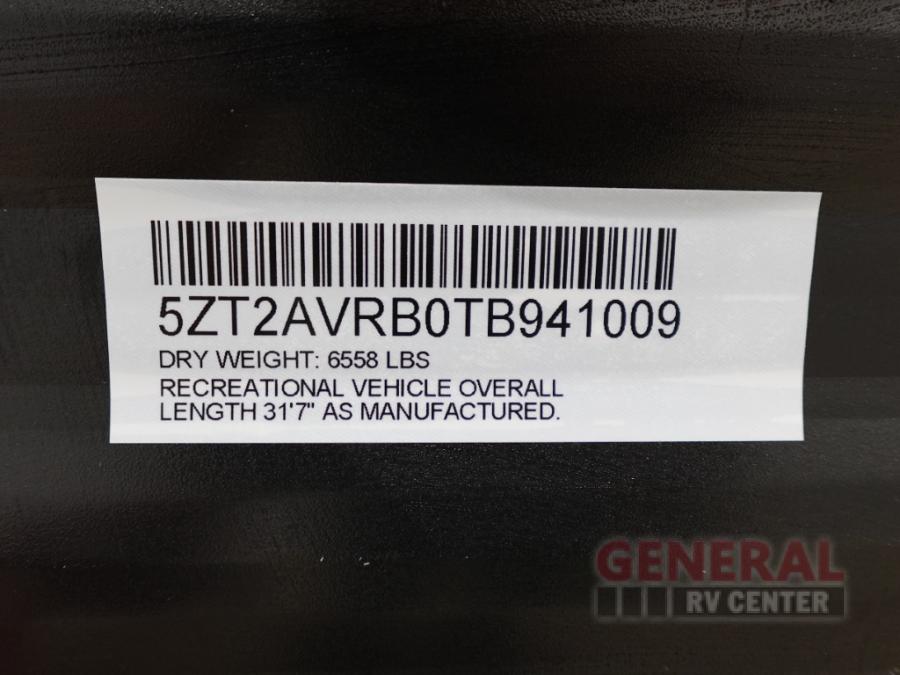 5ZT2AVRB0TB941009
DRY WEIGHT: 6558 LBS
RECREATIONAL VEHICLE OVERALL
LENGTH 31'7" AS MANUFACTURED.
GENERAL
RV CENTER